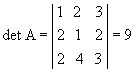 det A = | 1 2 3 |
| 2 1 2 | = 9
| 2 4 3 |